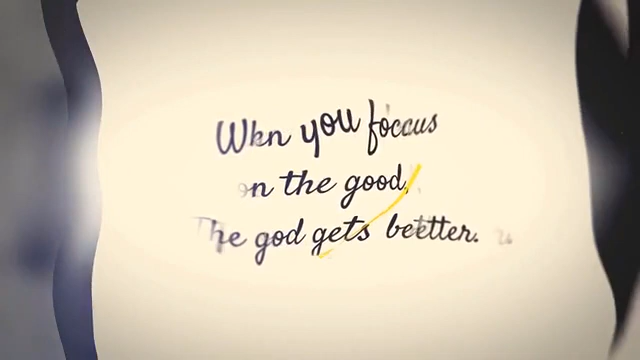 Wkn you foccus
on the good,
The god gets beetter.